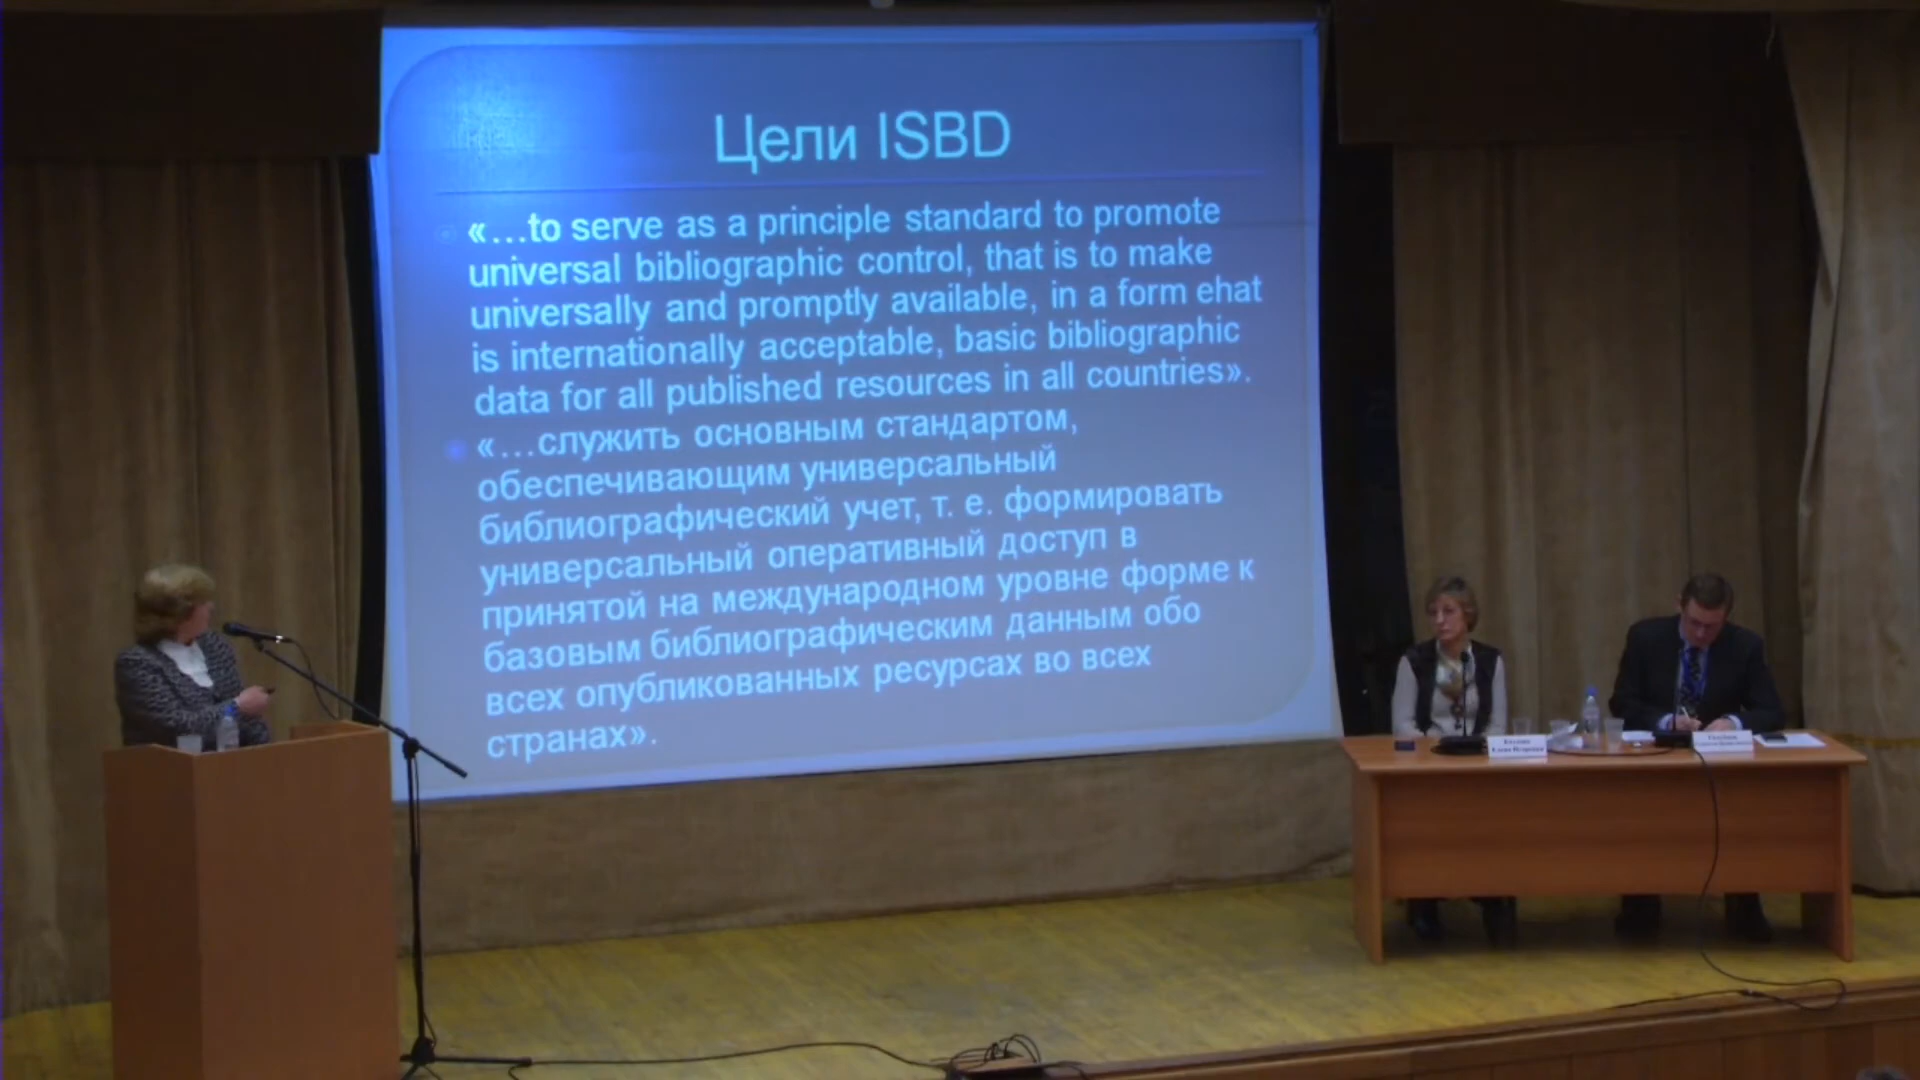 Цели ISBD
«…to serve as a principle standard to promote
universal bibliographic control, that is to make
universally and promptly available, in a form ehat
is internationally acceptable, basic bibliographic
data for all published resources in all countries».
«…служить основным стандартом,
обеспечивающим универсальный
библиографический учет, т. е. формировать
универсальный оперативный доступ в
принятой на международном уровне форме к
базовым библиографическим данным обо
всех опубликованных ресурсах во всех
странах».